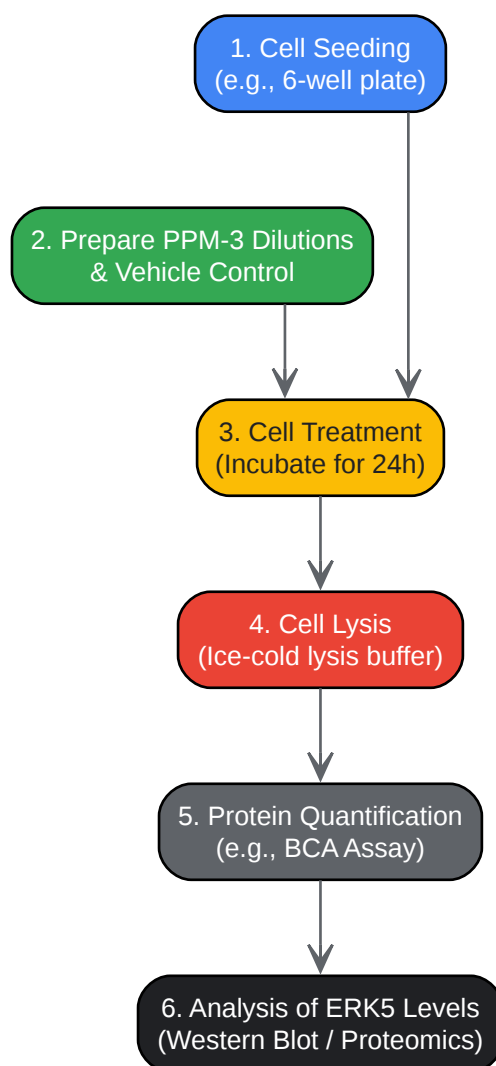 1. Cell Seeding
(e.g., 6-well plate)
2. Prepare PPM-3 Dilutions
& Vehicle Control
3. Cell Treatment
(Incubate for 24h)
4. Cell Lysis
(Ice-cold lysis buffer)
5. Protein Quantification
(e.g., BCA Assay)
6. Analysis of ERK5 Levels
(Western Blot / Proteomics)